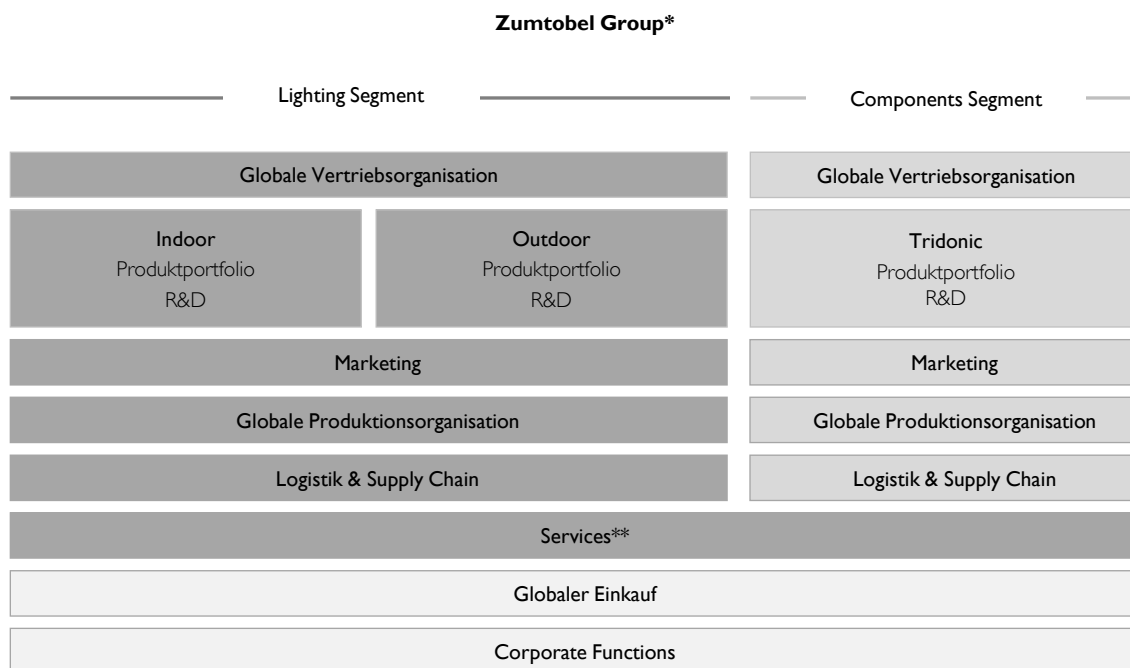 Zumtobel Group*
Lighting Segment
Components Segment
Globale Vertriebsorganisation
Globale Vertriebsorganisation
Indoor
Produktportfolio
R&D
Outdoor
Produktportfolio
R&D
Tridonic
Produktportfolio
R&D
Marketing
Marketing
Globale Produktionsorganisation
Globale Produktionsorganisation
Logistik & Supply Chain
Logistik & Supply Chain
Services**
Globaler Einkauf
Corporate Functions